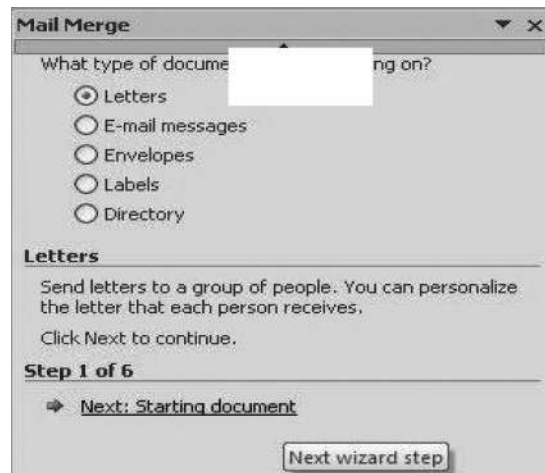 Mail Merge
What type of docume ng on?
Letters
E-mail messages
Envelopes
Labels
Directory
Letters
Send letters to a group of people. You can personalize
the letter that each person receives.
Click Next to continue.
Step 1 of 6
Next: Starting document
Next wizard step